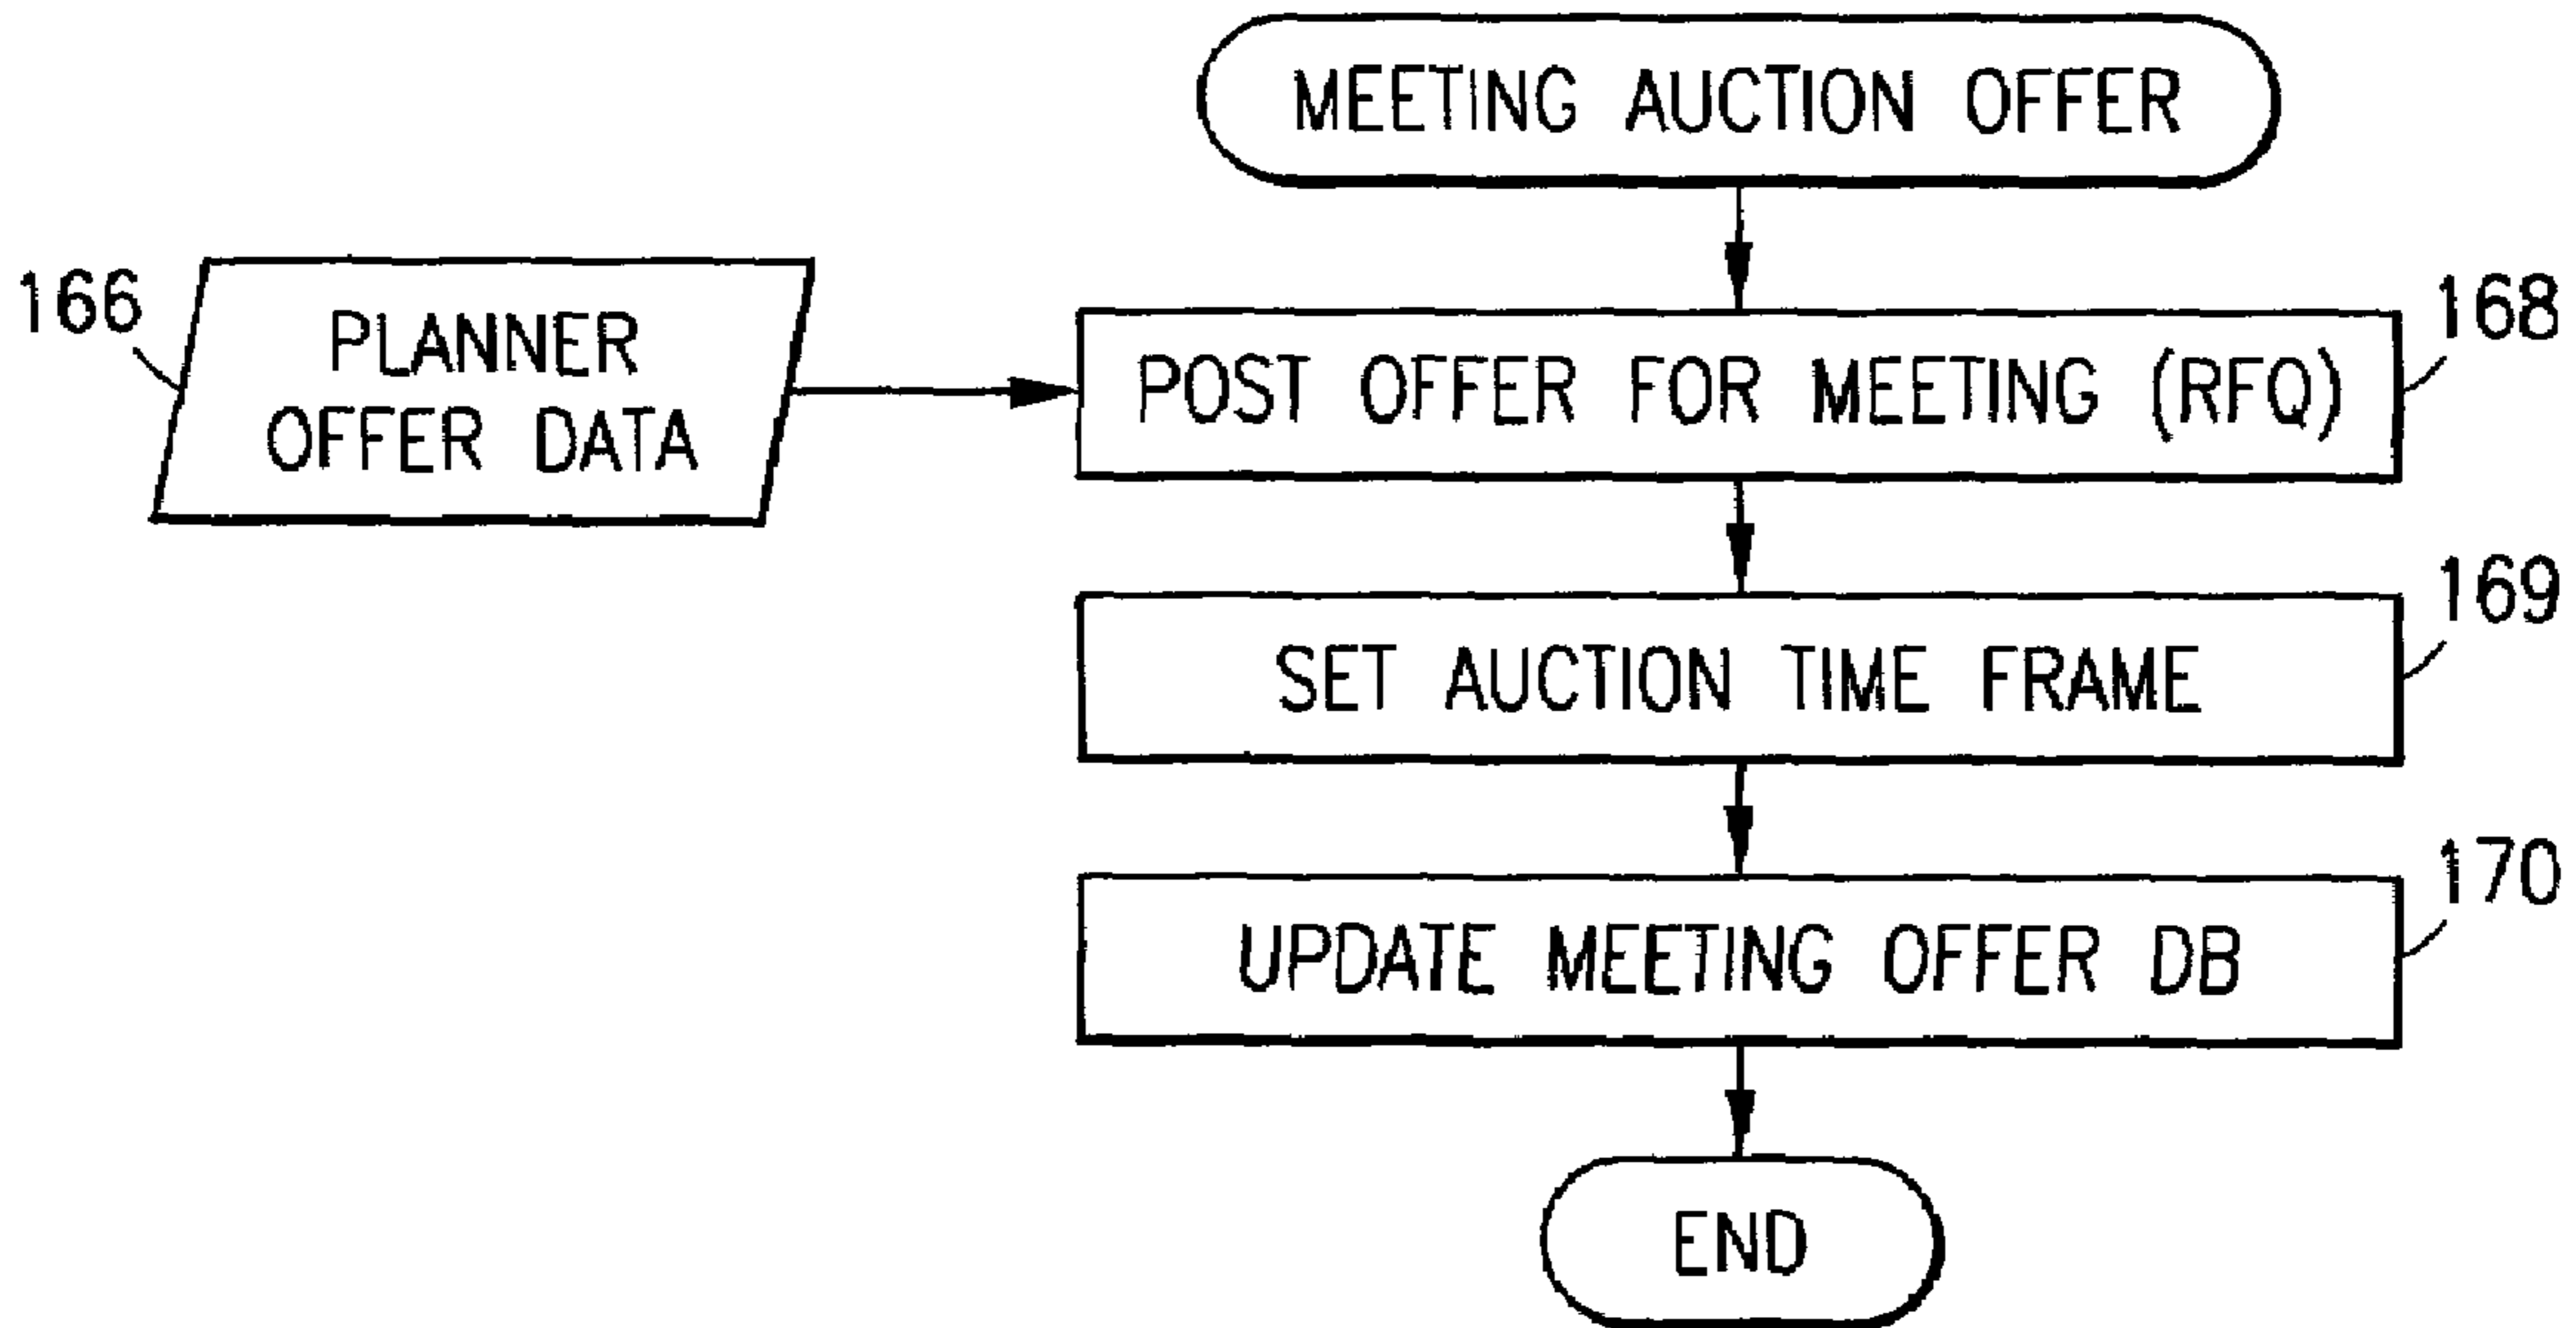 MEETING AUCTION OFFER
166
PLANNER
OFFER DATA
POST OFFER FOR MEETING (RFQ)
168
SET AUCTION TIME FRAME
169
UPDATE MEETING OFFER DB
170
END